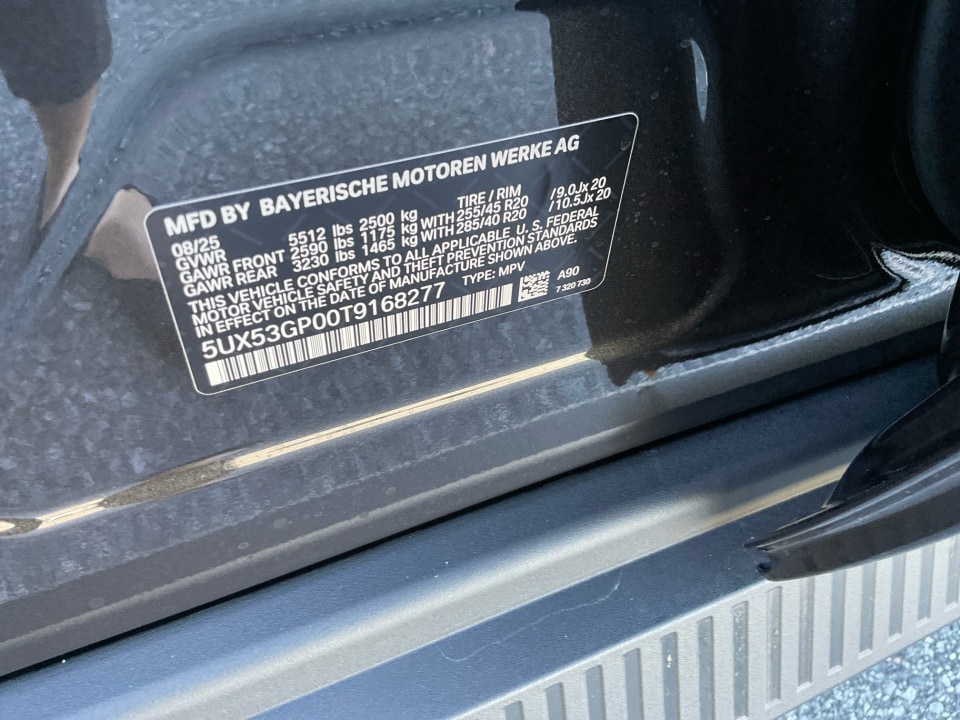 MFD BY BAYERISCHE MOTOREN WERKE AG
08/25 TIRE / RIM
GVWR 5512 lbs 2500 kg
GAWR FRONT 2590 lbs 1175 kg WITH 255/45 R20 /9.0Jx 20
GAWR REAR 3230 lbs 1465 kg WITH 285/40 R20 /10.5Jx 20
THIS VEHICLE CONFORMS TO ALL APPLICABLE U.S. FEDERAL
MOTOR VEHICLE SAFETY AND THEFT PREVENTION STANDARDS
IN EFFECT ON THE DATE OF MANUFACTURE SHOWN ABOVE.
5UX53GP00T9168277 TYPE: MPV A90
7 320 730